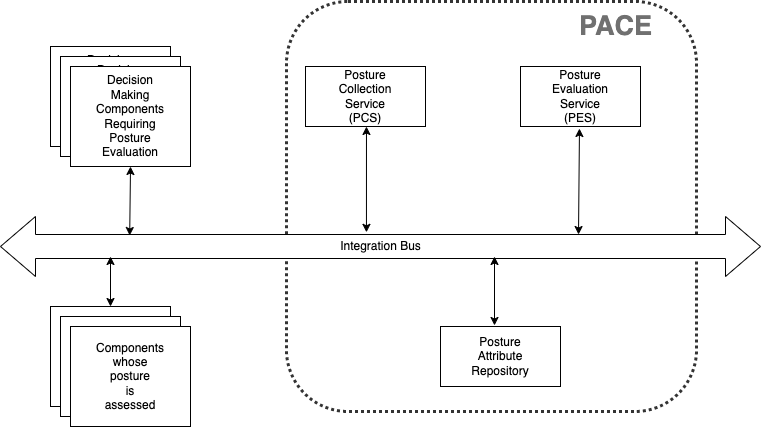 PACE
Decision
Making
Components
Requiring
Posture
Evaluation
Posture
Collection
Service
(PCS)
Posture
Evaluation
Service
(PES)
Integration Bus
Components
whose
posture
is
assessed
Posture
Attribute
Repository